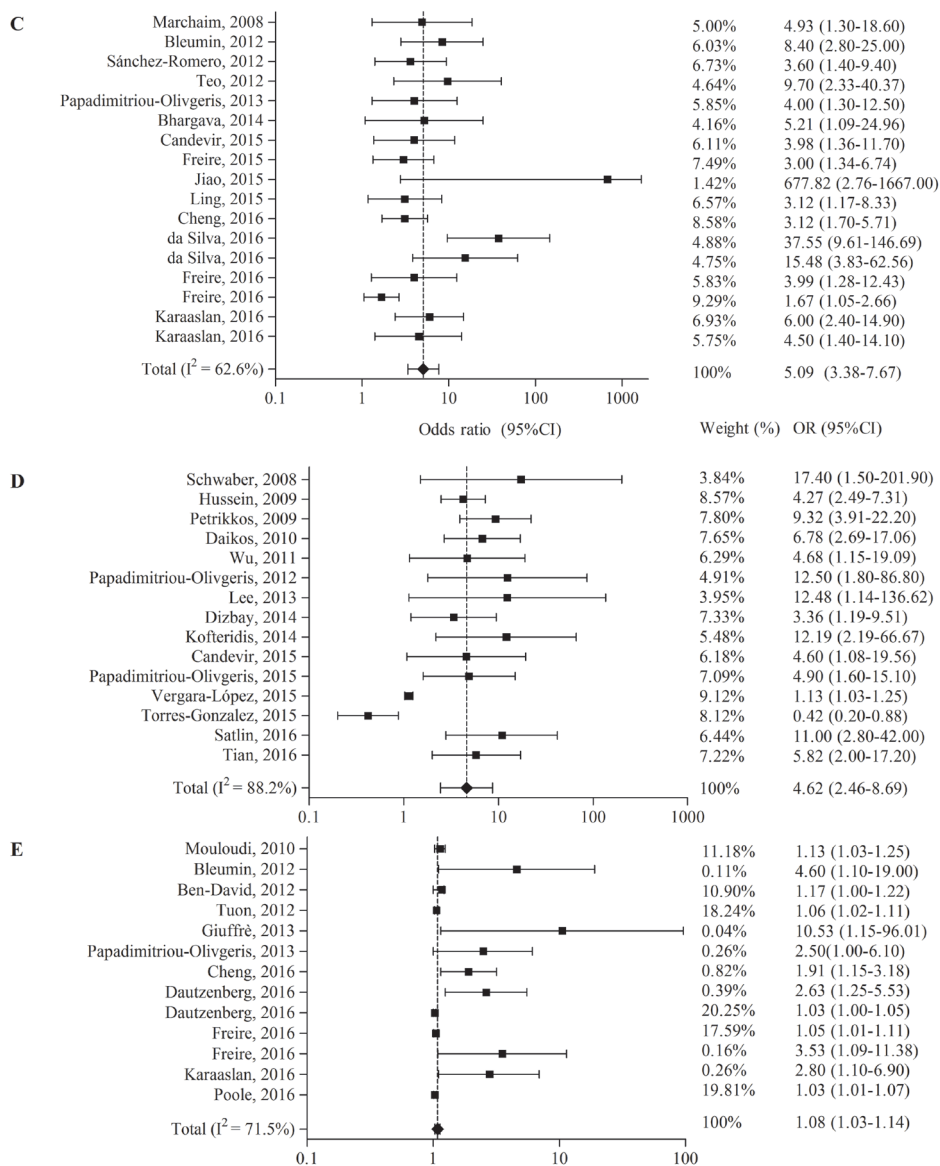 C
Marchaim, 2008 5.00% 4.93 (1.30-18.60)
Bleumin, 2012 6.03% 8.40 (2.80-25.00)
Sánchez-Romero, 2012 6.73% 3.60 (1.40-9.40)
Teo, 2012 4.64% 9.70 (2.33-40.37)
Papadimitriou-Olivgeris, 2013 5.85% 4.00 (1.30-12.50)
Bhargava, 2014 4.16% 5.21 (1.09-24.96)
Candevir, 2015 6.11% 3.98 (1.36-11.70)
Freire, 2015 7.49% 3.00 (1.34-6.74)
Jiao, 2015 1.42% 677.82 (2.76-1667.00)
Ling, 2015 6.57% 3.12 (1.17-8.33)
Cheng, 2016 8.58% 3.12 (1.70-5.71)
da Silva, 2016 4.88% 37.55 (9.61-146.69)
da Silva, 2016 4.75% 15.48 (3.83-62.56)
Freire, 2016 5.83% 3.99 (1.28-12.43)
Freire, 2016 9.29% 1.67 (1.05-2.66)
Karaaslan, 2016 6.93% 6.00 (2.40-14.90)
Karaaslan, 2016 5.75% 4.50 (1.40-14.10)
Total (I² = 62.6%) 100% 5.09 (3.38-7.67)
0.1 1 10 100 1000
Odds ratio (95%CI) Weight (%) OR (95%CI)
D
Schwaber, 2008 3.84% 17.40 (1.50-201.90)
Hussein, 2009 8.57% 4.27 (2.49-7.31)
Petrikkos, 2009 7.80% 9.32 (3.91-22.20)
Daikos, 2010 7.65% 6.78 (2.69-17.06)
Wu, 2011 6.29% 4.68 (1.15-19.09)
Papadimitriou-Olivgeris, 2012 4.91% 12.50 (1.80-86.80)
Lee, 2013 3.95% 12.48 (1.14-136.62)
Dizbay, 2014 7.33% 3.36 (1.19-9.51)
Kofteridis, 2014 5.48% 12.19 (2.19-66.67)
Candevir, 2015 6.18% 4.60 (1.08-19.56)
Papadimitriou-Olivgeris, 2015 7.09% 4.90 (1.60-15.10)
Vergara-López, 2015 9.12% 1.13 (1.03-1.25)
Torres-Gonzalez, 2015 8.12% 0.42 (0.20-0.88)
Satlin, 2016 6.44% 11.00 (2.80-42.00)
Tian, 2016 7.22% 5.82 (2.00-17.20)
Total (I² = 88.2%) 100% 4.62 (2.46-8.69)
0.1 1 10 100 1000
E
Mouloudi, 2010 11.18% 1.13 (1.03-1.25)
Bleumin, 2012 0.11% 4.60 (1.10-19.00)
Ben-David, 2012 10.90% 1.17 (1.00-1.22)
Tuon, 2012 18.24% 1.06 (1.02-1.11)
Giuffrè, 2013 0.04% 10.53 (1.15-96.01)
Papadimitriou-Olivgeris, 2013 0.26% 2.50(1.00-6.10)
Cheng, 2016 0.82% 1.91 (1.15-3.18)
Dautzenberg, 2016 0.39% 2.63 (1.25-5.53)
Dautzenberg, 2016 20.25% 1.03 (1.00-1.05)
Freire, 2016 17.59% 1.05 (1.01-1.11)
Freire, 2016 0.16% 3.53 (1.09-11.38)
Karaaslan, 2016 0.26% 2.80 (1.10-6.90)
Poole, 2016 19.81% 1.03 (1.01-1.07)
Total (I² = 71.5%) 100% 1.08 (1.03-1.14)
0.1 1 10 100